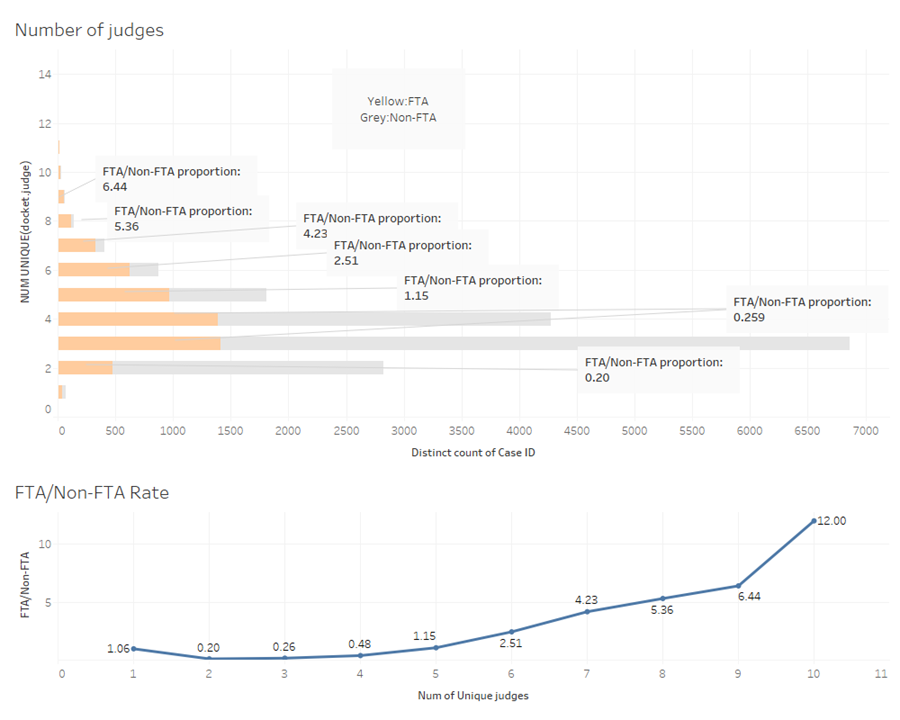 Number of judges
14
12
10
8
6
4
2
0
NUM UNIQUE(docket.judge)
Yellow:FTA
Grey:Non-FTA
FTA/Non-FTA proportion:
6.44
FTA/Non-FTA proportion:
5.36
FTA/Non-FTA proportion:
4.23
FTA/Non-FTA proportion:
2.51
FTA/Non-FTA proportion:
1.15
FTA/Non-FTA proportion:
0.259
FTA/Non-FTA proportion:
0.20
0 500 1000 1500 2000 2500 3000 3500 4000 4500 5000 5500 6000 6500 7000
Distinct count of Case ID
FTA/Non-FTA Rate
10
5
FTA/Non-FTA
1.06 0.20 0.26 0.48 1.15 2.51 4.23 5.36 6.44 12.00
0 1 2 3 4 5 6 7 8 9 10 11
Num of Unique judges